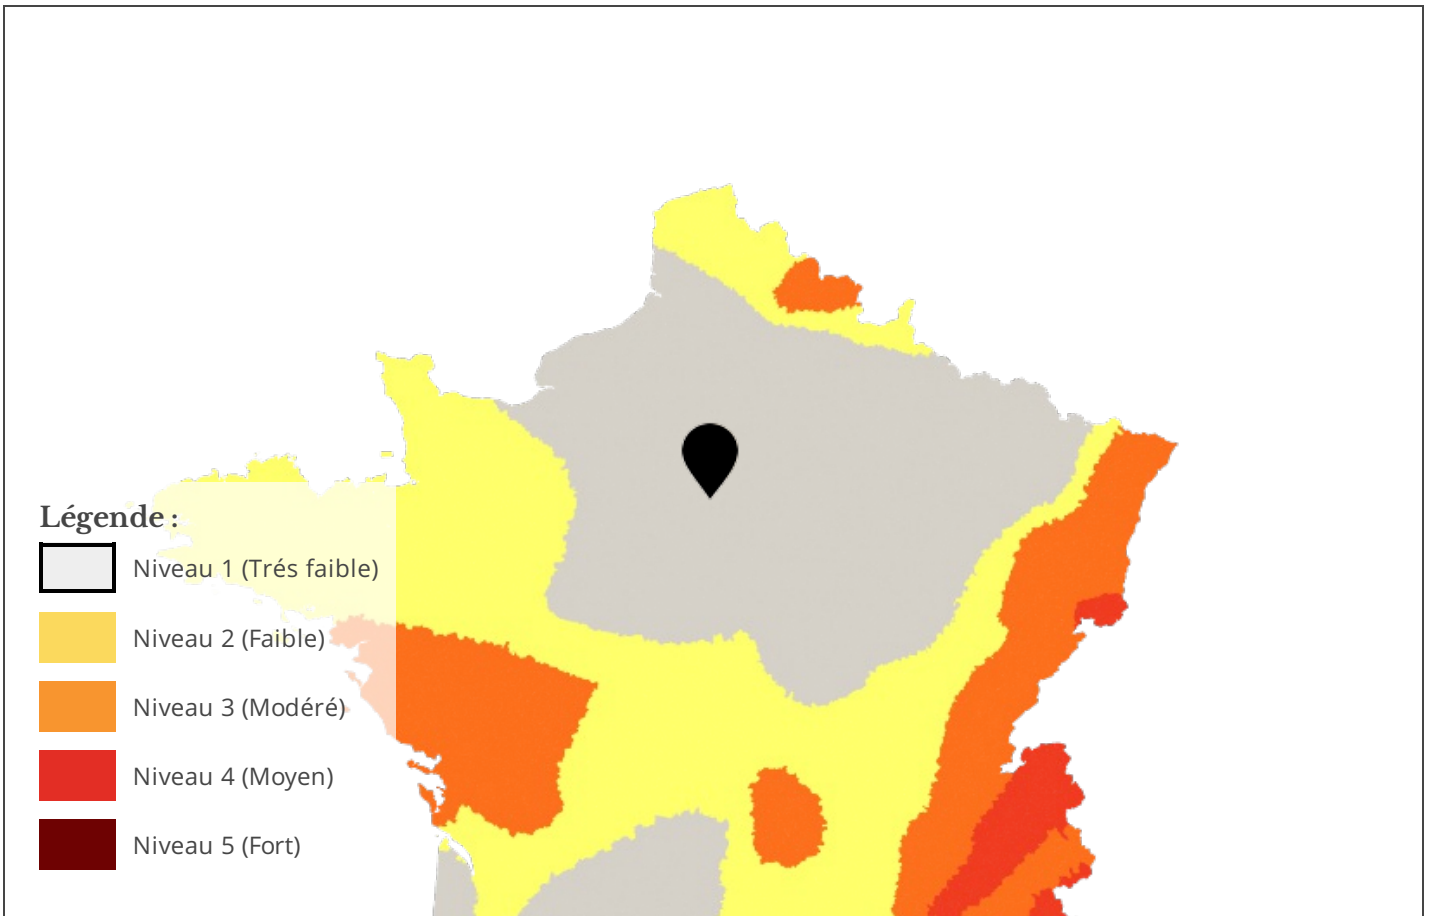 Légende :
Niveau 1 (Trés faible)
Niveau 2 (Faible)
Niveau 3 (Modéré)
Niveau 4 (Moyen)
Niveau 5 (Fort)